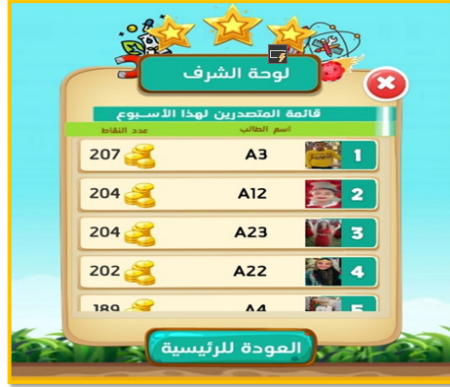 لوحة الشرف
قائمة المتصدرين لهذا الأسبوع
اسم الطالب عدد النقاط
1 A3 207
2 A12 204
3 A23 204
4 A22 202
5 A4 189
العودة للرئيسية